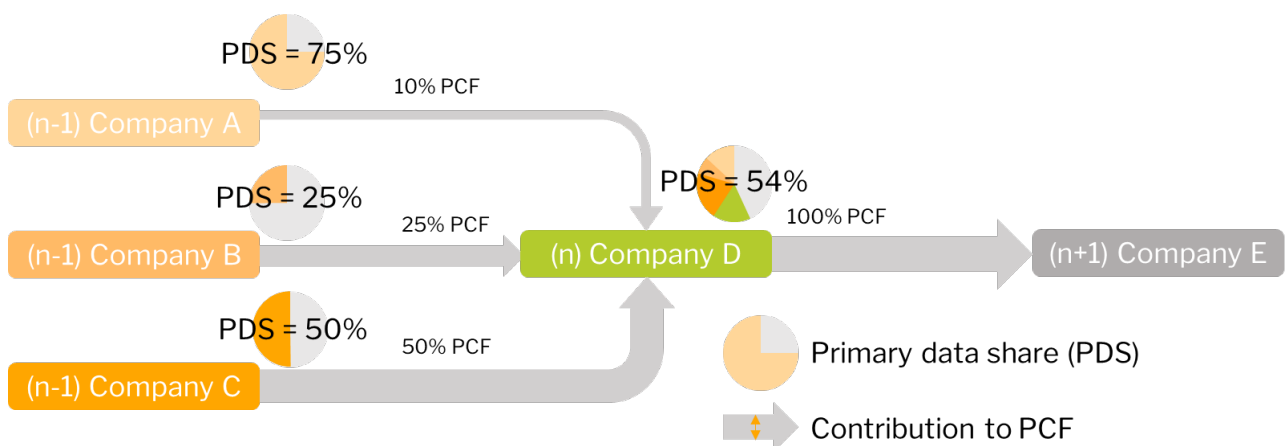 PDS = 75%
10% PCF
(n-1) Company A
PDS = 25%
25% PCF
(n-1) Company B
PDS = 54%
100% PCF
(n) Company D
(n+1) Company E
PDS = 50%
50% PCF
(n-1) Company C
Primary data share (PDS)
Contribution to PCF